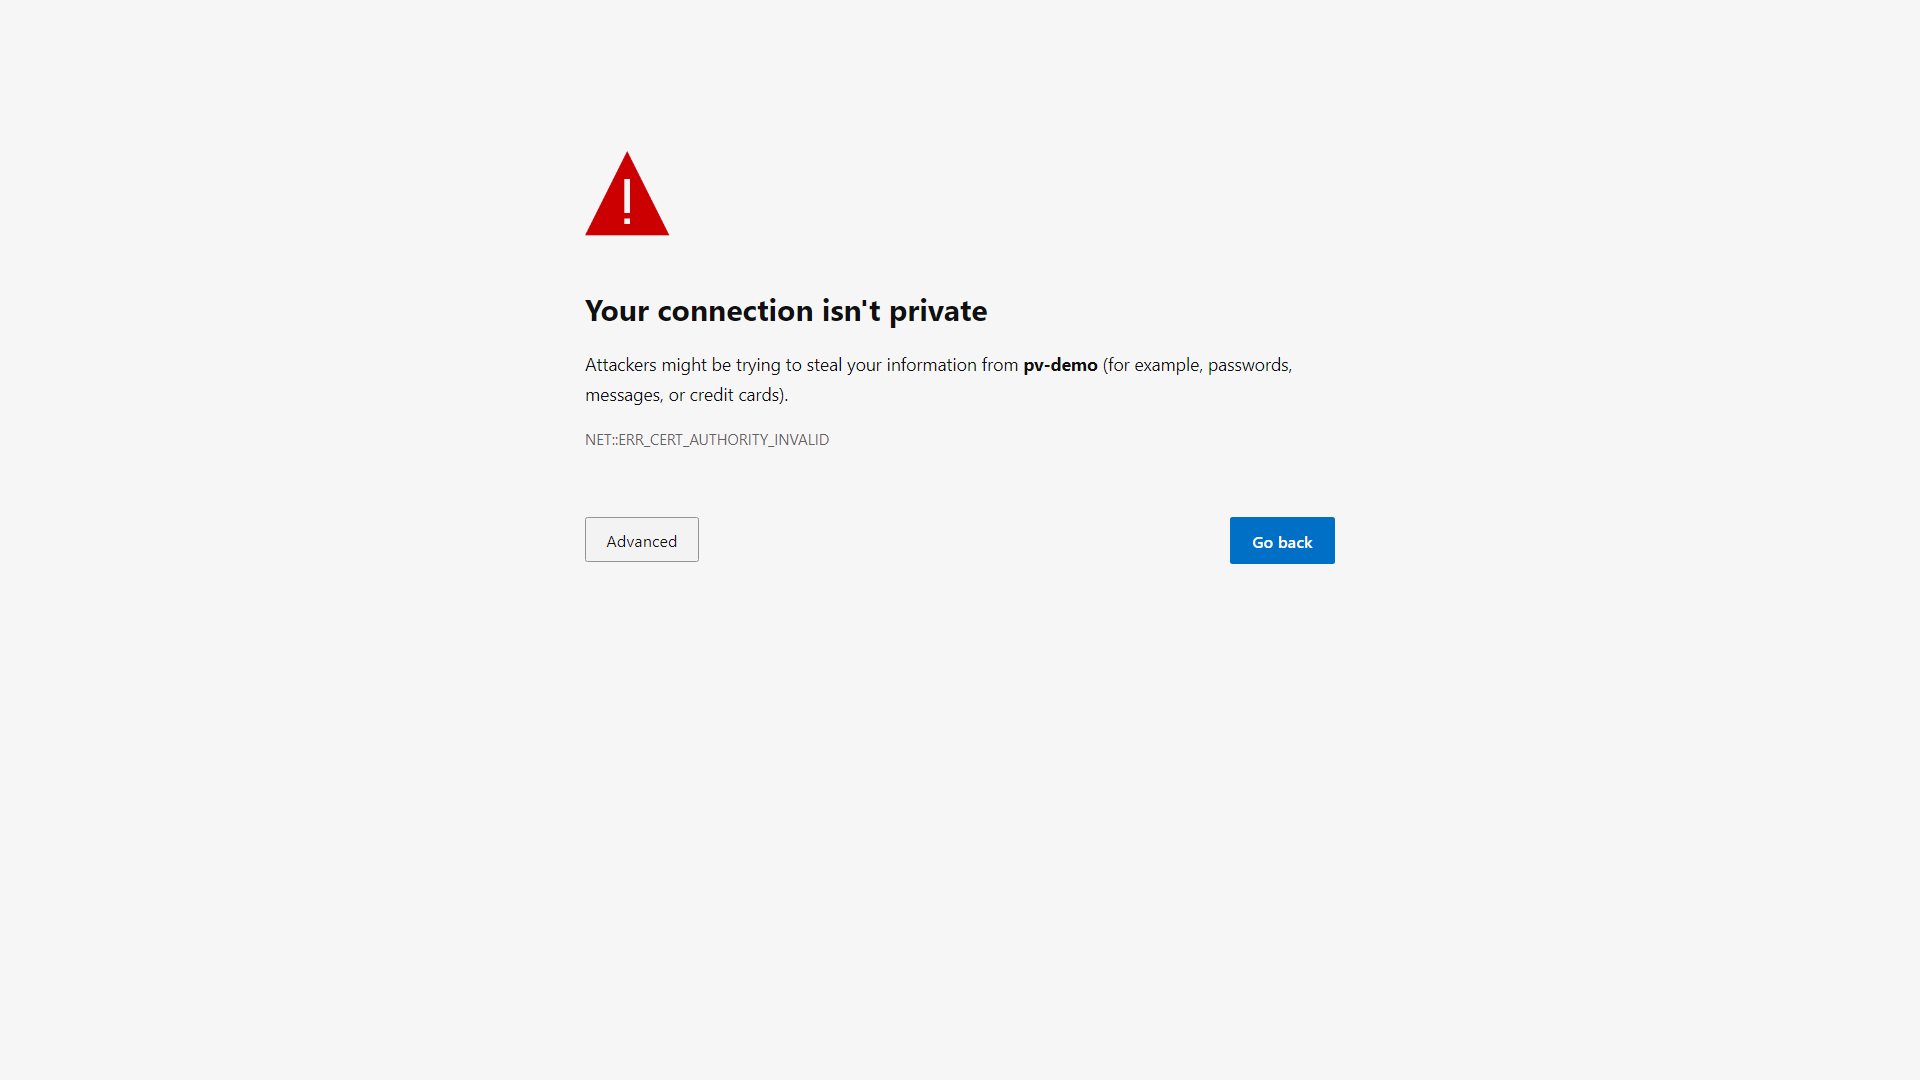 Your connection isn't private
Attackers might be trying to steal your information from pv-demo (for example, passwords,
messages, or credit cards).
NET::ERR_CERT_AUTHORITY_INVALID
Advanced
Go back